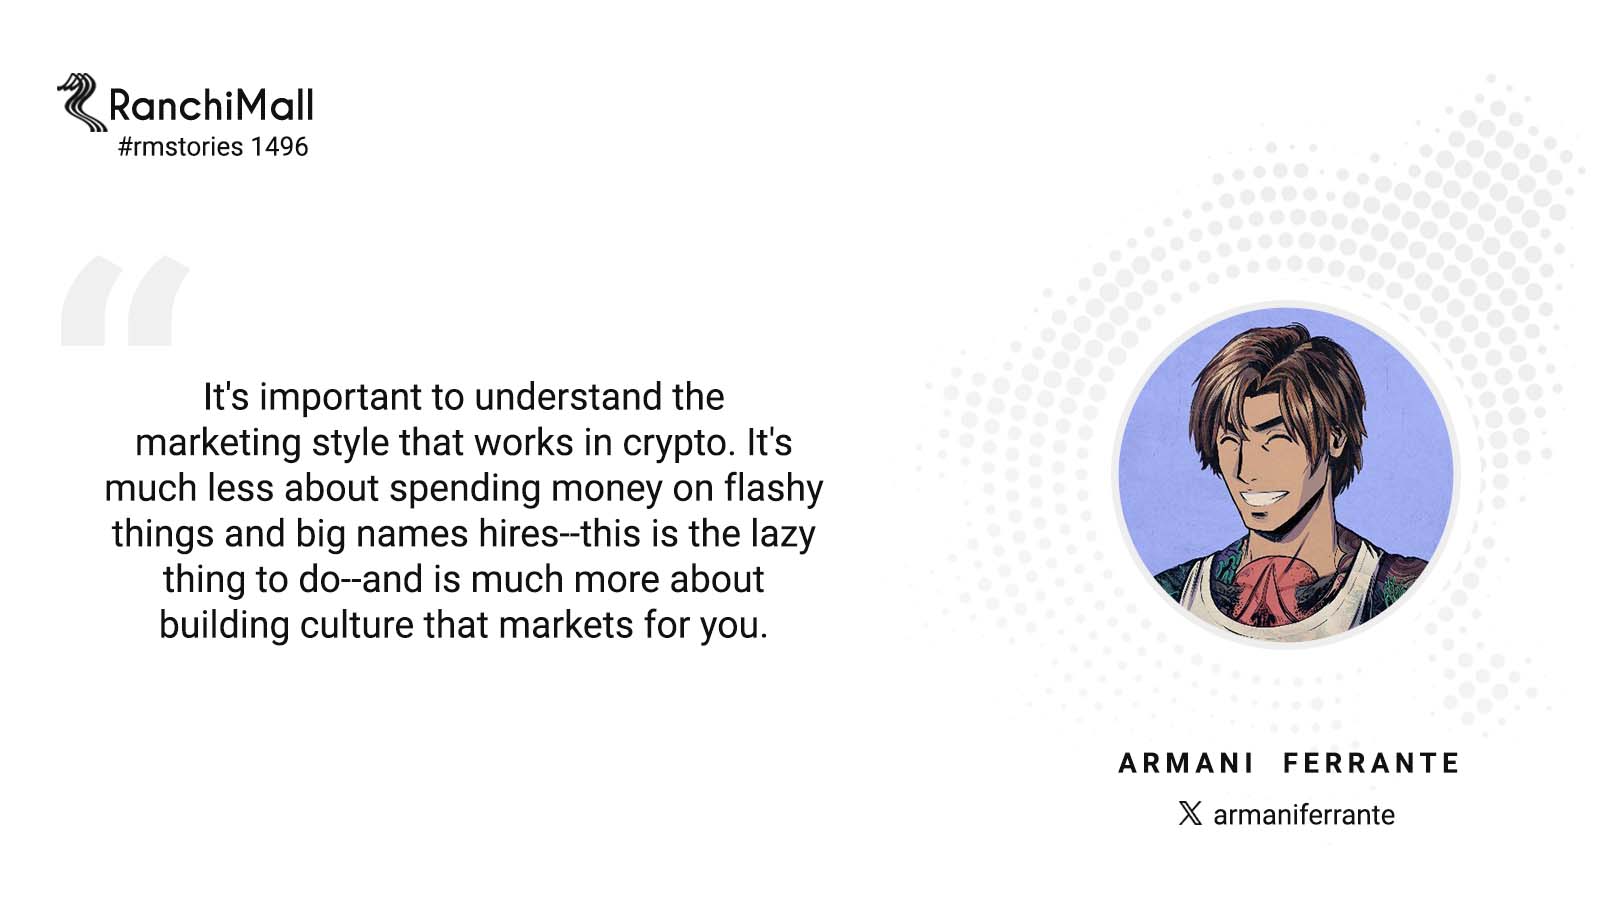 RanchiMall
#rmstories 1496
It's important to understand the
marketing style that works in crypto. It's
much less about spending money on flashy
things and big names hires--this is the lazy
thing to do--and is much more about
building culture that markets for you.
ARMANI FERRANTE
𝕏 armaniferrante